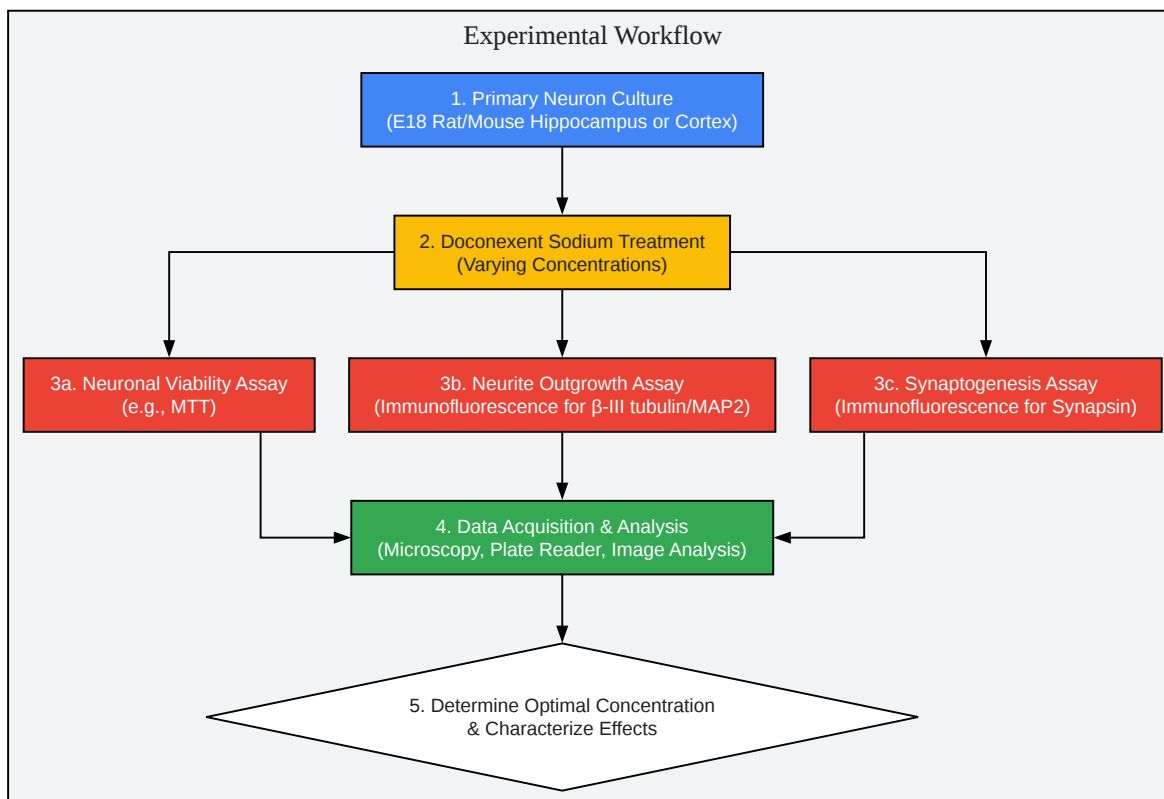 Experimental Workflow
1. Primary Neuron Culture
(E18 Rat/Mouse Hippocampus or Cortex)
2. Doconexent Sodium Treatment
(Varying Concentrations)
3a. Neuronal Viability Assay
(e.g., MTT)
3b. Neurite Outgrowth Assay
(Immunofluorescence for β-III tubulin/MAP2)
3c. Synaptogenesis Assay
(Immunofluorescence for Synapsin)
4. Data Acquisition & Analysis
(Microscopy, Plate Reader, Image Analysis)
5. Determine Optimal Concentration
& Characterize Effects